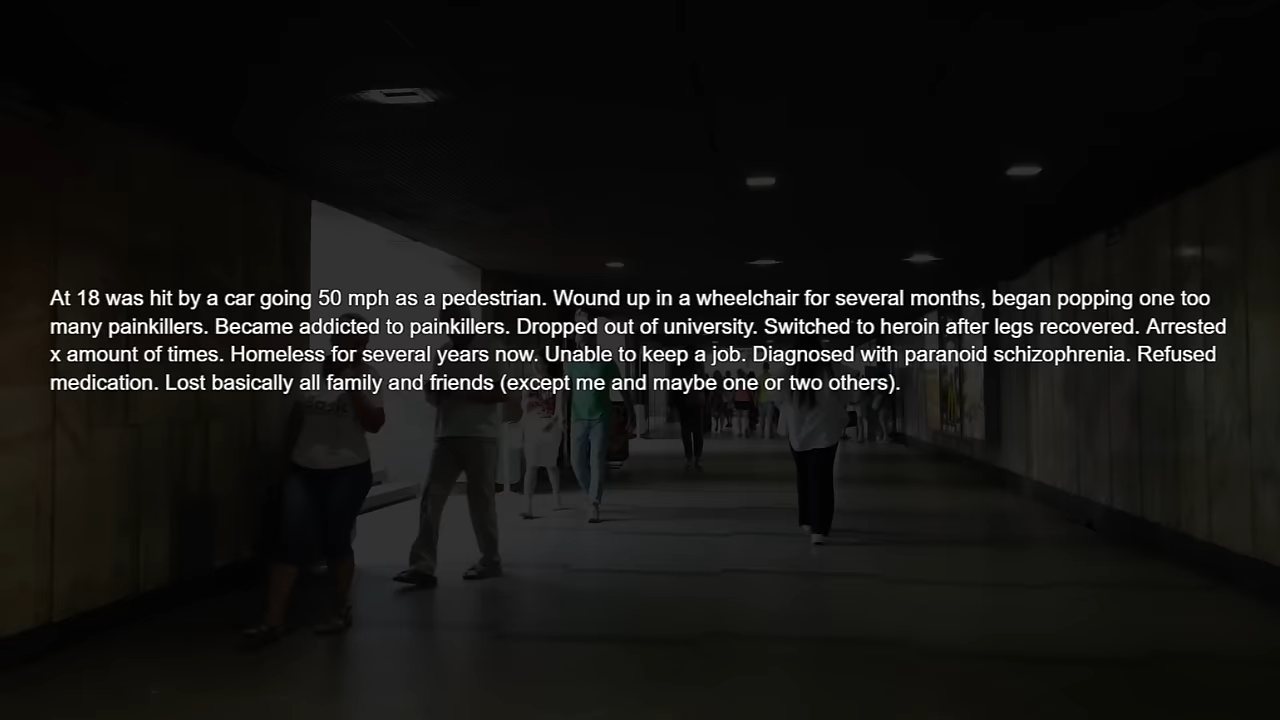 At 18 was hit by a car going 50 mph as a pedestrian. Wound up in a wheelchair for several months, began popping one too
many painkillers. Became addicted to painkillers. Dropped out of university. Switched to heroin after legs recovered. Arrested
x amount of times. Homeless for several years now. Unable to keep a job. Diagnosed with paranoid schizophrenia. Refused
medication. Lost basically all family and friends (except me and maybe one or two others).